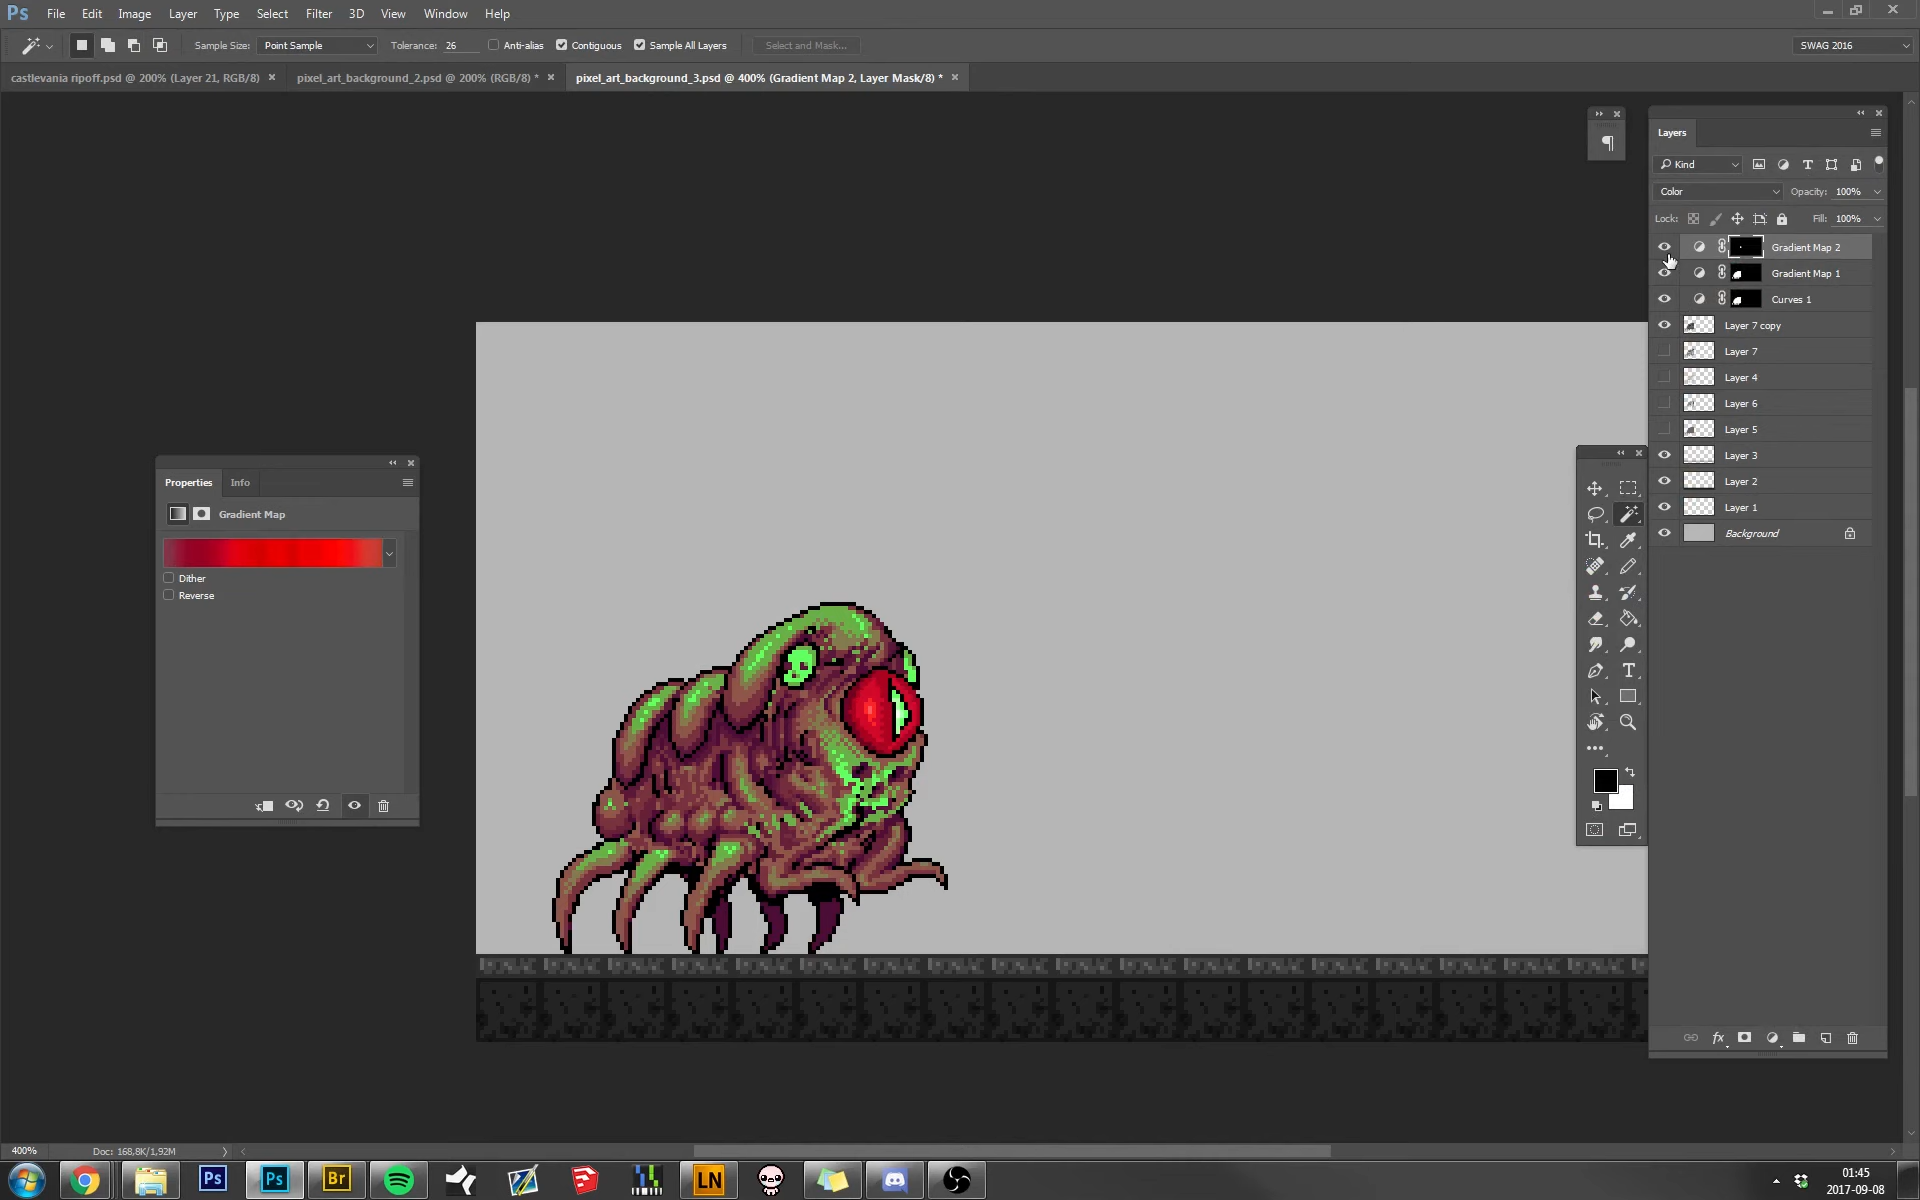 Ps File Edit Image Layer Type Select Filter 3D View Window Help
Sample Size: Point Sample Tolerance: 26 Anti-alias Contiguous Sample All Layers Select and Mask... SWAG 2016
castlevania ripoff.psd @ 200% (Layer 21, RGB/8) × pixel_art_background_2.psd @ 200% (RGB/8) * × pixel_art_background_3.psd @ 400% (Gradient Map 2, Layer Mask/8) * ×
Layers
Kind
Color Opacity: 100%
Lock: Fill: 100%
Gradient Map 2
Gradient Map 1
Curves 1
Layer 7 copy
Layer 7
Layer 4
Layer 6
Layer 5
Layer 3
Layer 2
Layer 1
Background
Properties Info
Gradient Map
Dither
Reverse
fx
400% Doc: 168,8K/1,92M
Ps Ps Br LN
01:45
2017-09-08